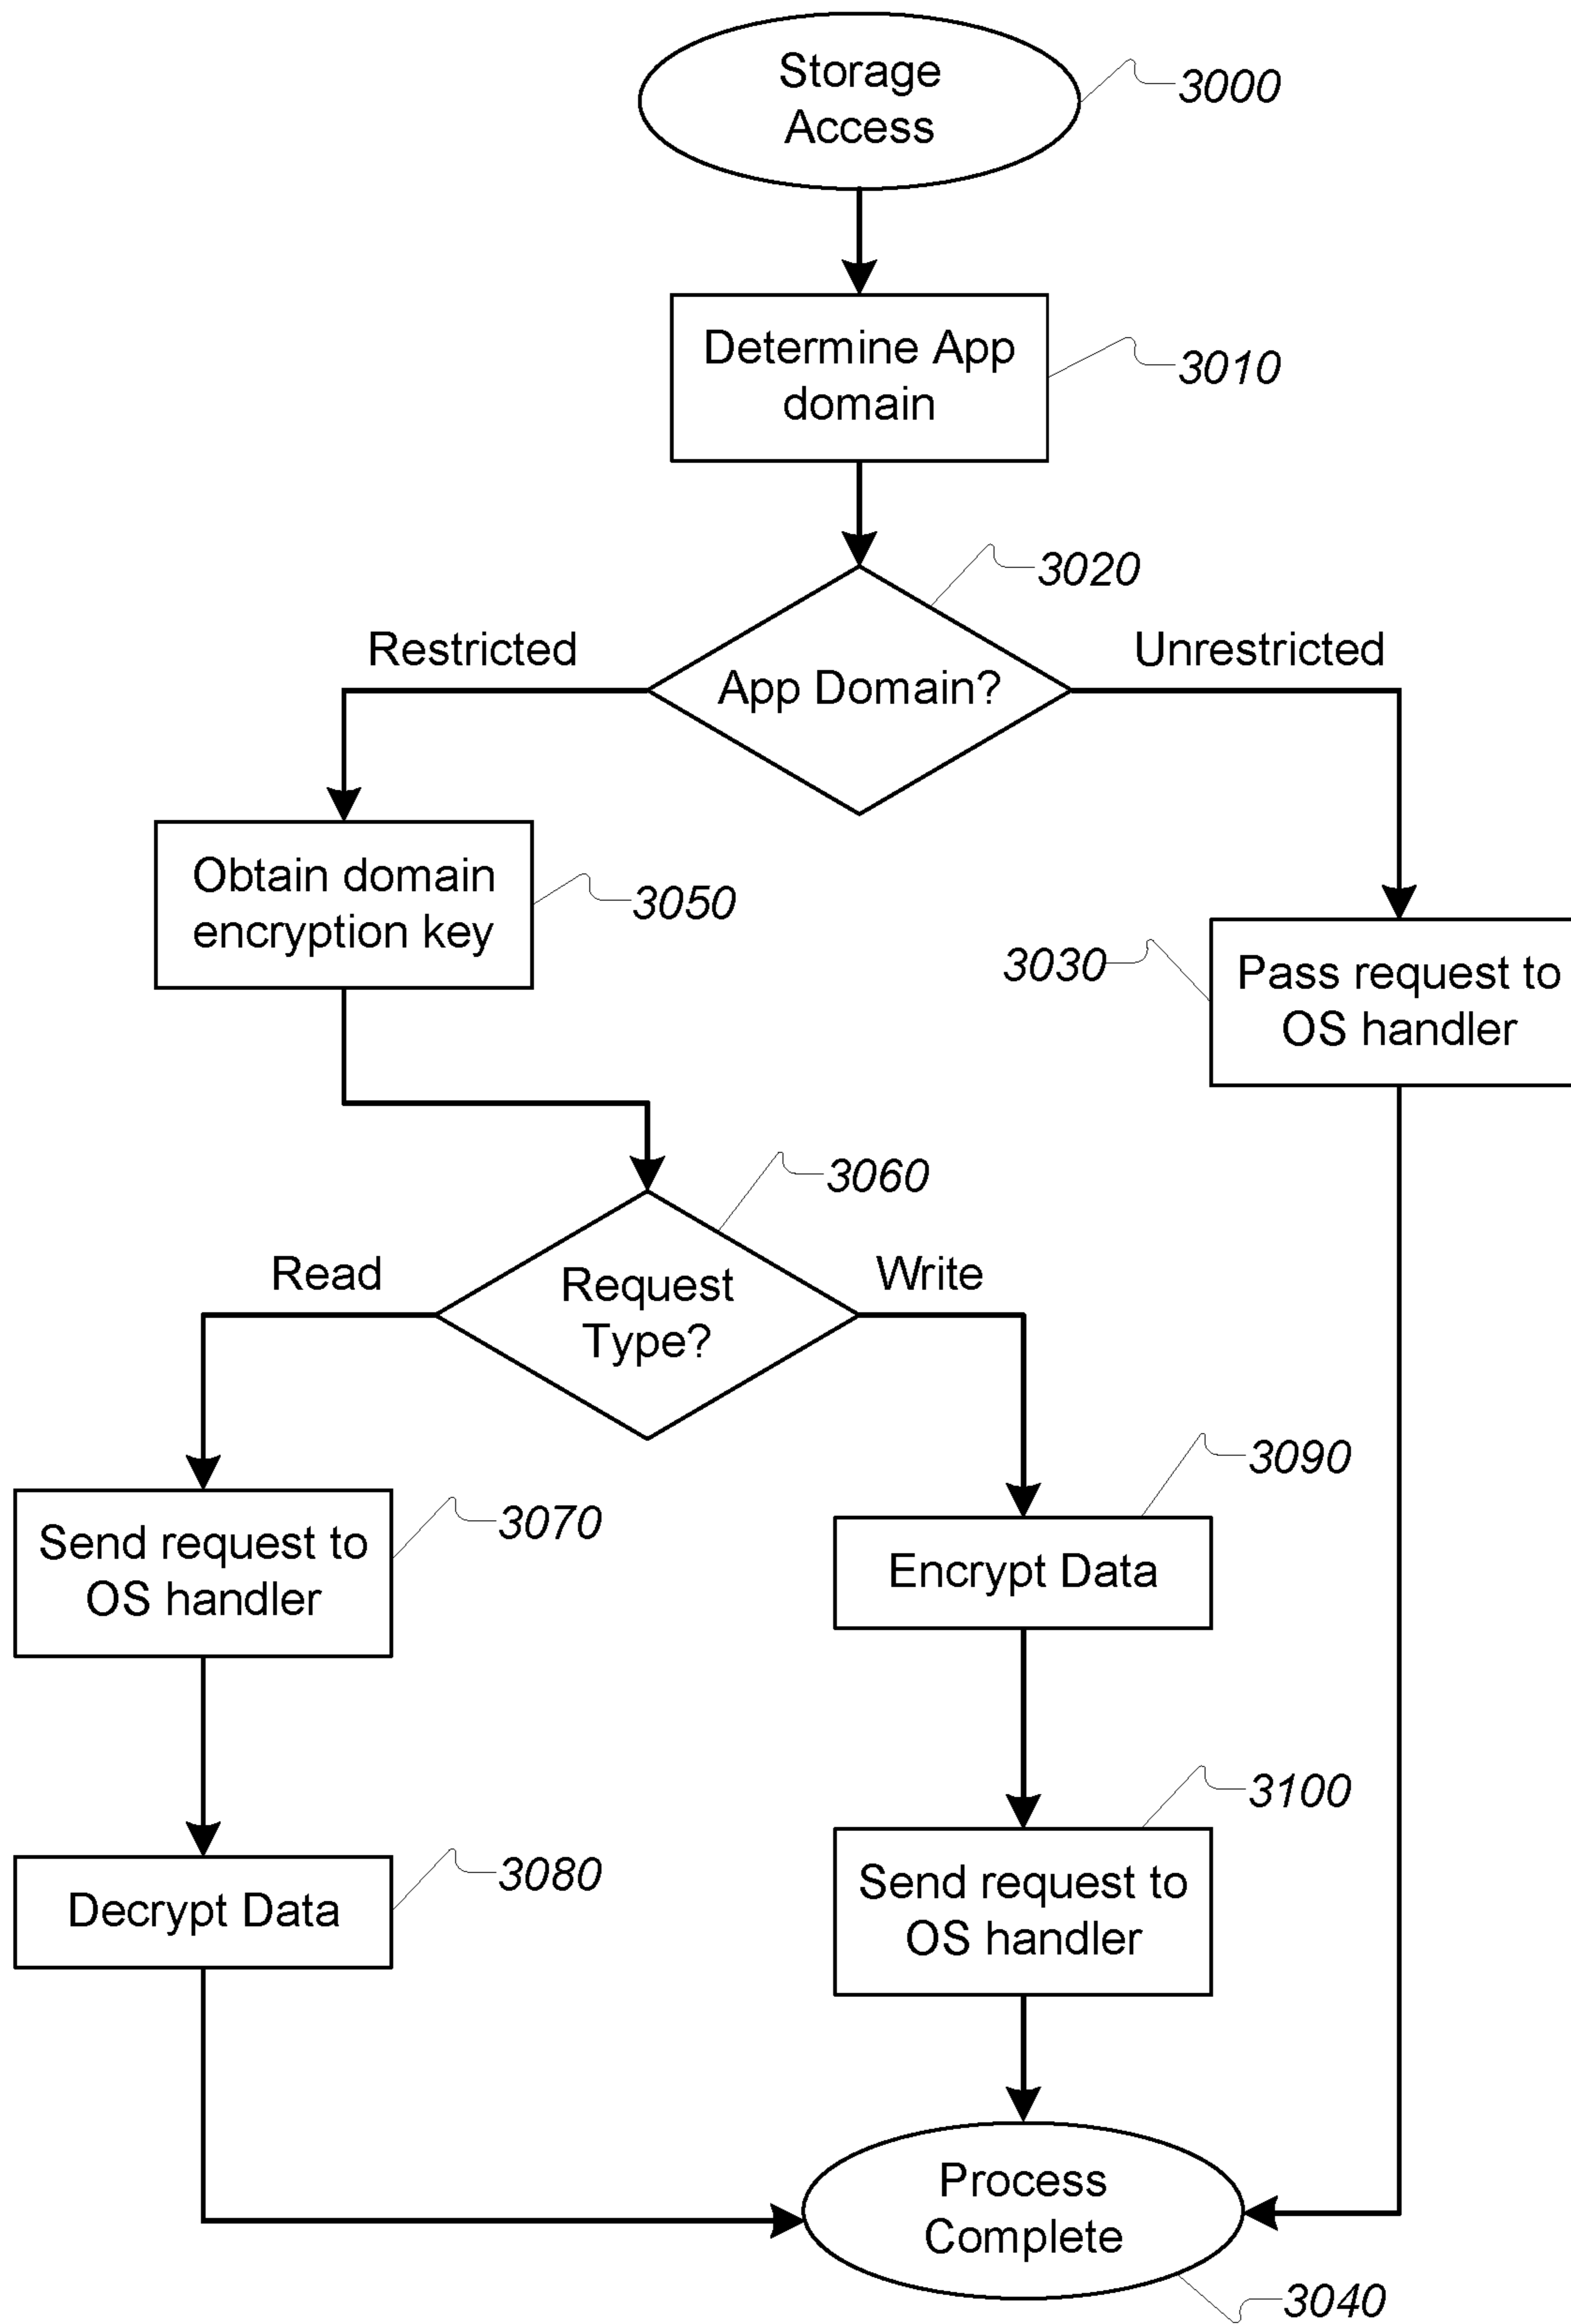 Storage
Access
3000
Determine App
domain
3010
3020
Restricted
Unrestricted
App Domain?
Obtain domain
encryption key
3050
3030
Pass request to
OS handler
3060
Read
Write
Request
Type?
3090
Send request to
OS handler
3070
Encrypt Data
3100
Decrypt Data
3080
Send request to
OS handler
Process
Complete
3040